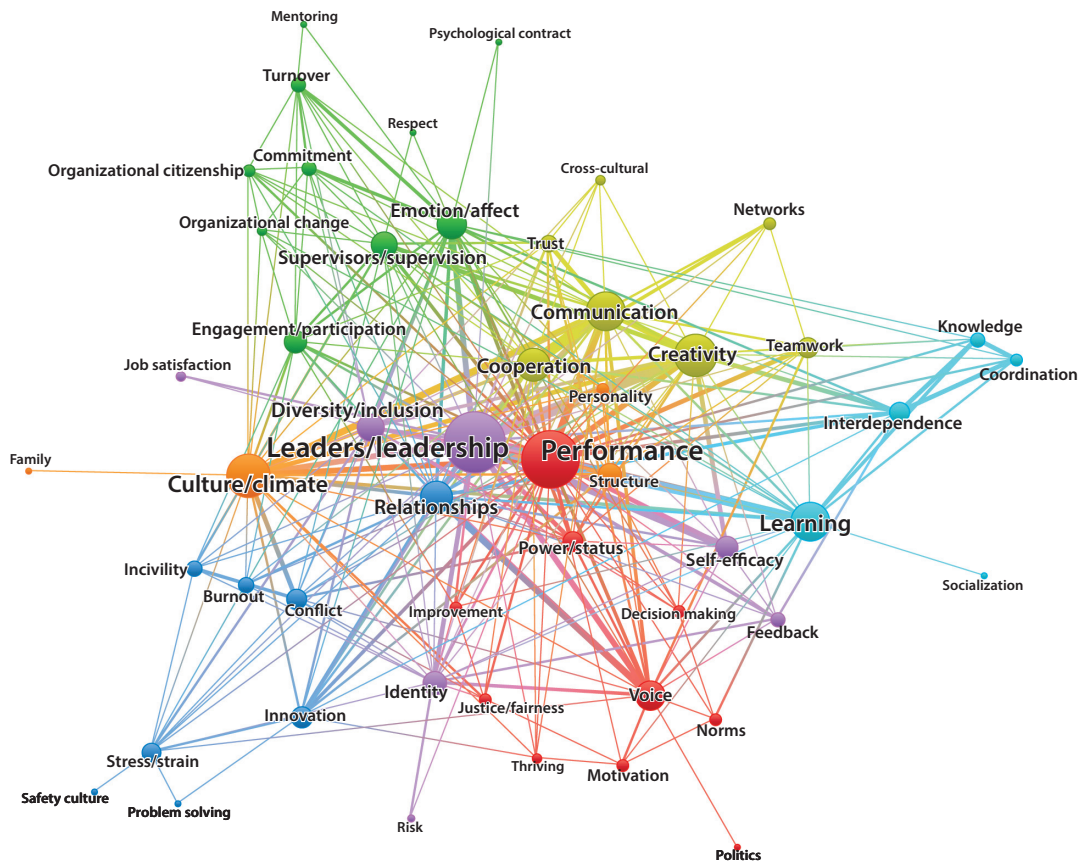 Mentoring
Psychological contract
Turnover
Respect
Commitment
Organizational citizenship
Cross-cultural
Emotion/affect
Networks
Organizational change
Trust
Supervisors/supervision
Communication
Engagement/participation
Knowledge
Teamwork
Creativity
Job satisfaction
Cooperation
Coordination
Personality
Diversity/inclusion
Interdependence
Leaders/leadership
Performance
Family
Culture/climate
Structure
Relationships
Learning
Power/status
Self-efficacy
Incivility
Burnout
Socialization
Conflict
Improvement
Decision making
Feedback
Identity
Voice
Justice/fairness
Innovation
Norms
Stress/strain
Thriving
Motivation
Safety culture
Problem solving
Risk
Politics